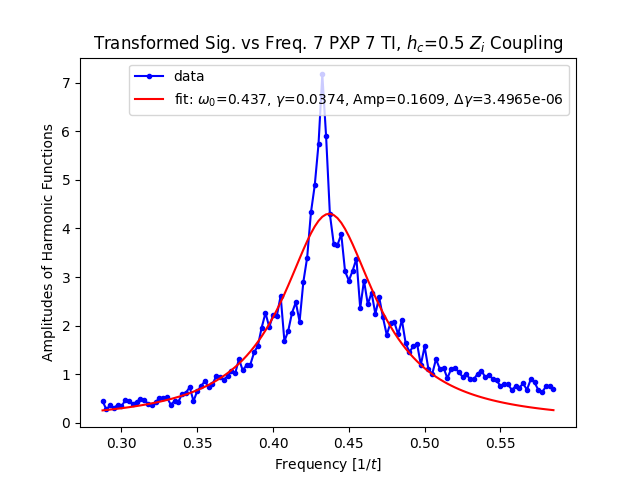 Transformed Sig. vs Freq. 7 PXP 7 TI, $h_c$=0.5 $Z_i$ Coupling
data
fit: $\omega_0$=0.437, $\gamma$=0.0374, Amp=0.1609, $\Delta\gamma$=3.4965e-06
Amplitudes of Harmonic Functions
7
6
5
4
3
2
1
0
0.30 0.35 0.40 0.45 0.50 0.55
Frequency [1/$t$]